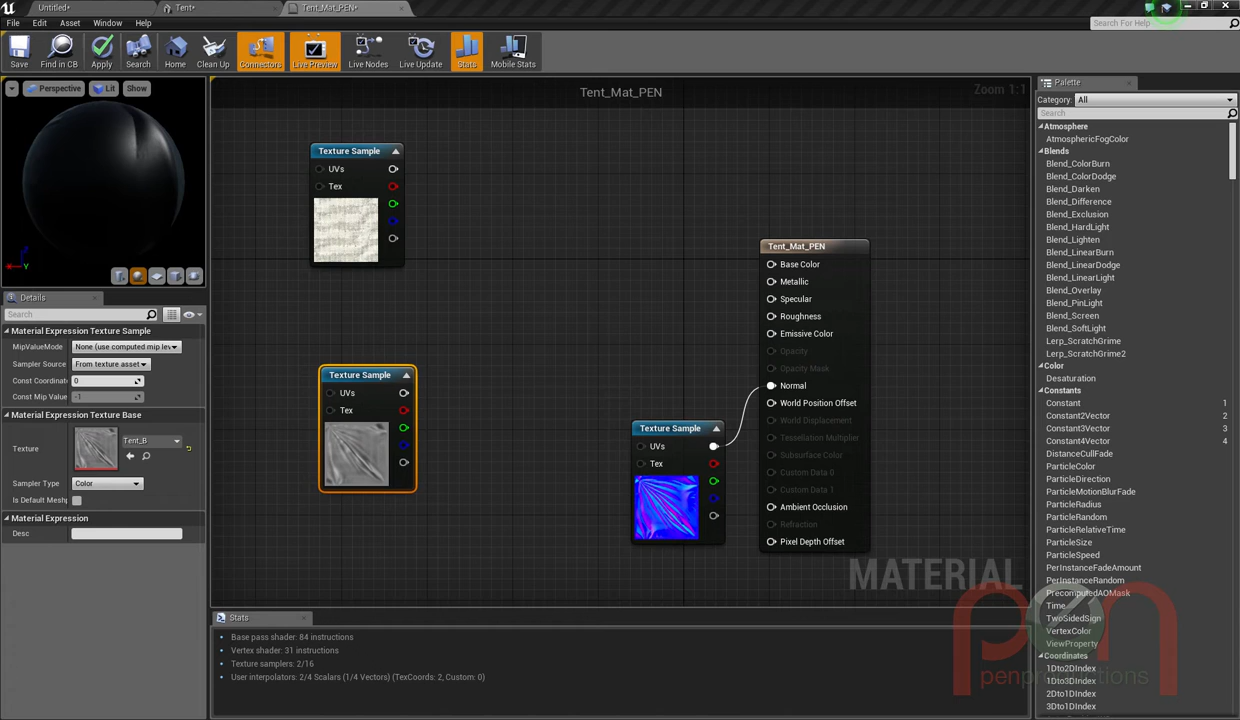 Untitled*
Tent*
Tent_Mat_PEN*
File
Edit
Asset
Window
Help
Search For Help
Save
Find in CB
Apply
Search
Home
Clean Up
Connectors
Live Preview
Live Nodes
Live Update
Stats
Mobile Stats
Perspective
Lit
Show
Y
Details
Search
Material Expression Texture Sample
MipValueMode
None (use computed mip lev
Sampler Source
From texture asset
Const Coordinat
0
Const Mip Value
-1
Material Expression Texture Base
Texture
Tent_B
Sampler Type
Color
Is Default Meshp
Material Expression
Desc
Tent_Mat_PEN
Zoom 1:1
Texture Sample
UVs
Tex
Texture Sample
UVs
Tex
Texture Sample
UVs
Tex
Tent_Mat_PEN
Base Color
Metallic
Specular
Roughness
Emissive Color
Opacity
Opacity Mask
Normal
World Position Offset
World Displacement
Tessellation Multiplier
Subsurface Color
Custom Data 0
Custom Data 1
Ambient Occlusion
Refraction
Pixel Depth Offset
MATERIAL
Stats
Base pass shader: 84 instructions
Vertex shader: 31 instructions
Texture samplers: 2/16
User interpolators: 2/4 Scalars (1/4 Vectors) (TexCoords: 2, Custom: 0)
Palette
Category:
All
Search
Atmosphere
AtmosphericFogColor
Blends
Blend_ColorBurn
Blend_ColorDodge
Blend_Darken
Blend_Difference
Blend_Exclusion
Blend_HardLight
Blend_Lighten
Blend_LinearBurn
Blend_LinearDodge
Blend_LinearLight
Blend_Overlay
Blend_PinLight
Blend_Screen
Blend_SoftLight
Lerp_ScratchGrime
Lerp_ScratchGrime2
Color
Desaturation
Constants
Constant 1
Constant2Vector 2
Constant3Vector 3
Constant4Vector 4
DistanceCullFade
ParticleColor
ParticleDirection
ParticleMotionBlurFade
ParticleRadius
ParticleRandom
ParticleRelativeTime
ParticleSize
ParticleSpeed
PerInstanceFadeAmount
PerInstanceRandom
PrecomputedAOMask
Time
TwoSidedSign
VertexColor
ViewProperty
Coordinates
1Dto2DIndex
1Dto3DIndex
2Dto1DIndex
3Dto1DIndex
pen
penproductions